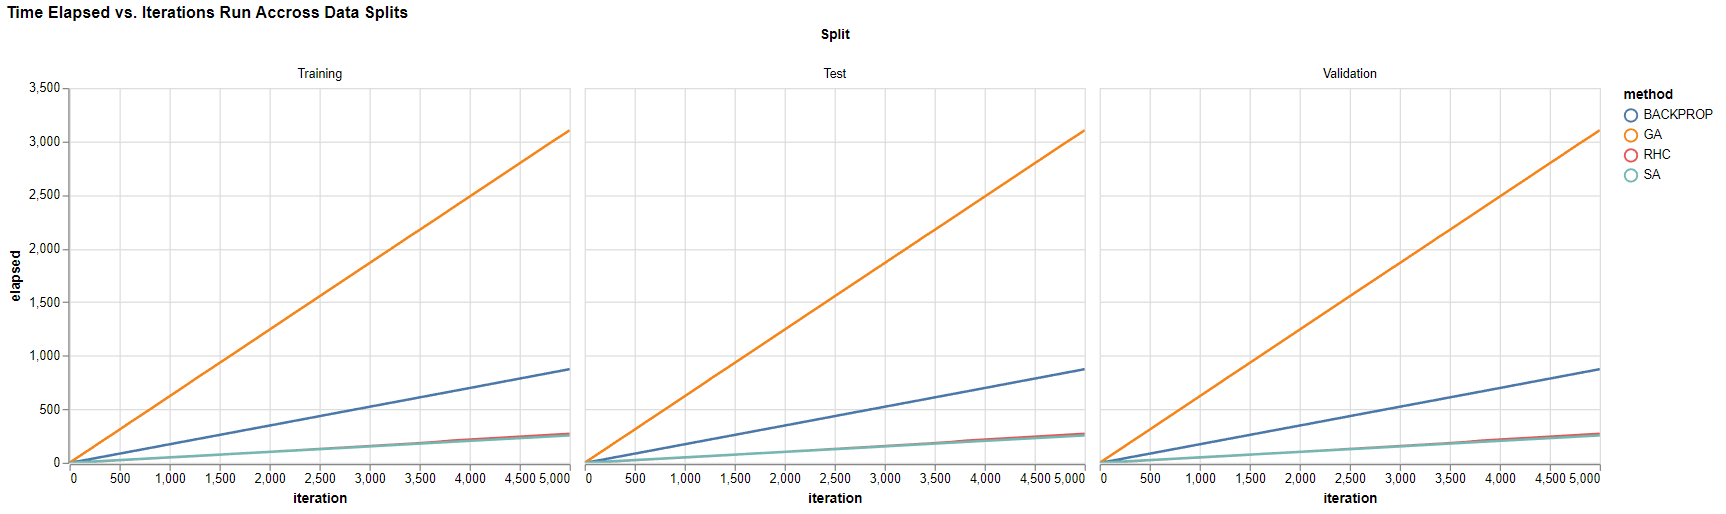 Time Elapsed vs. Iterations Run Accross Data Splits
Split
Training
Test
Validation
3,500
3,000
2,500
2,000
1,500
1,000
500
0
elapsed
0 500 1,000 1,500 2,000 2,500 3,000 3,500 4,000 4,500 5,000
iteration
0 500 1,000 1,500 2,000 2,500 3,000 3,500 4,000 4,500 5,000
iteration
0 500 1,000 1,500 2,000 2,500 3,000 3,500 4,000 4,500 5,000
iteration
method
BACKPROP
GA
RHC
SA